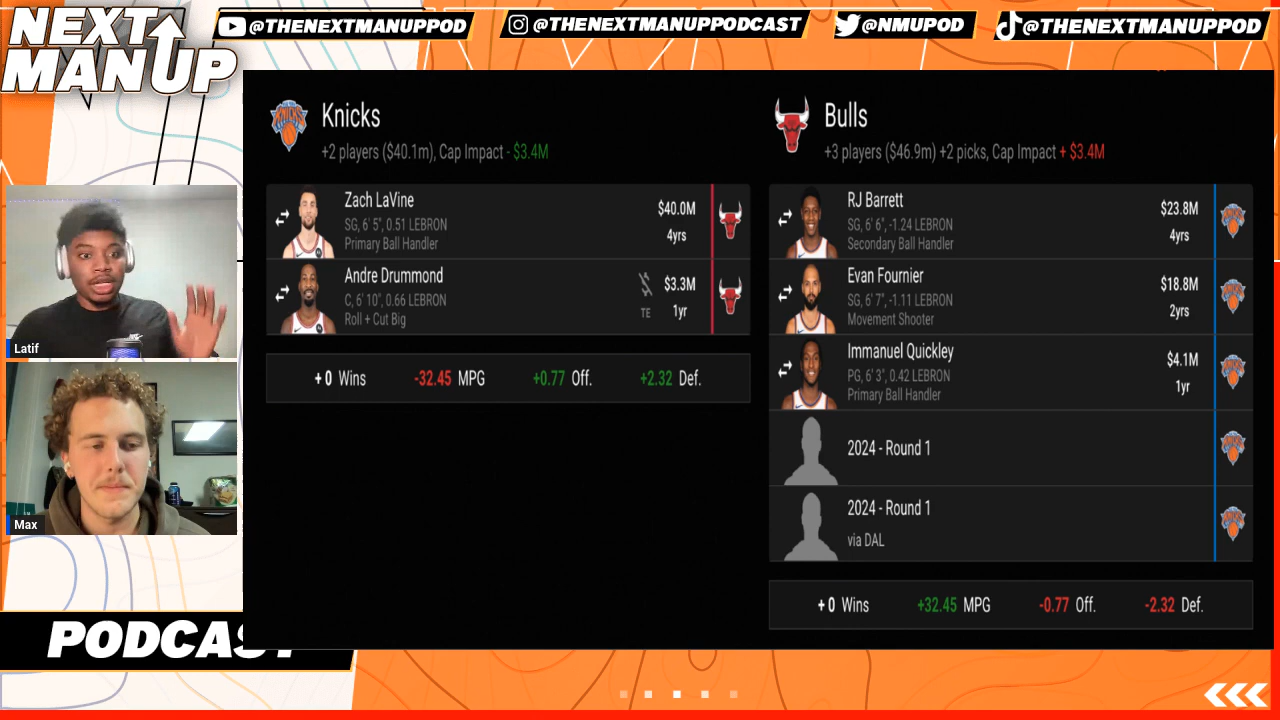 NEXT
MAN UP
@THENEXTMANUPPOD
@THENEXTMANUPPODCAST
@NMUPOD
@THENEXTMANUPPOD
Knicks
+2 players ($40.1m), Cap Impact - $3.4M
Zach LaVine
SG, 6' 5", 0.51 LEBRON
Primary Ball Handler
$40.0M
4yrs
Andre Drummond
C, 6' 10", 0.66 LEBRON
Roll + Cut Big
TE
$3.3M
1yr
+ 0 Wins
-32.45 MPG
+0.77 Off.
+2.32 Def.
Bulls
+3 players ($46.9m) +2 picks, Cap Impact + $3.4M
RJ Barrett
SG, 6' 6", -1.24 LEBRON
Secondary Ball Handler
$23.8M
4yrs
Evan Fournier
SG, 6' 7", -1.11 LEBRON
Movement Shooter
$18.8M
2yrs
Immanuel Quickley
PG, 6' 3", 0.42 LEBRON
Primary Ball Handler
$4.1M
1yr
2024 - Round 1
2024 - Round 1
via DAL
+ 0 Wins
+32.45 MPG
-0.77 Off.
-2.32 Def.
Latif
Max
PODCAST